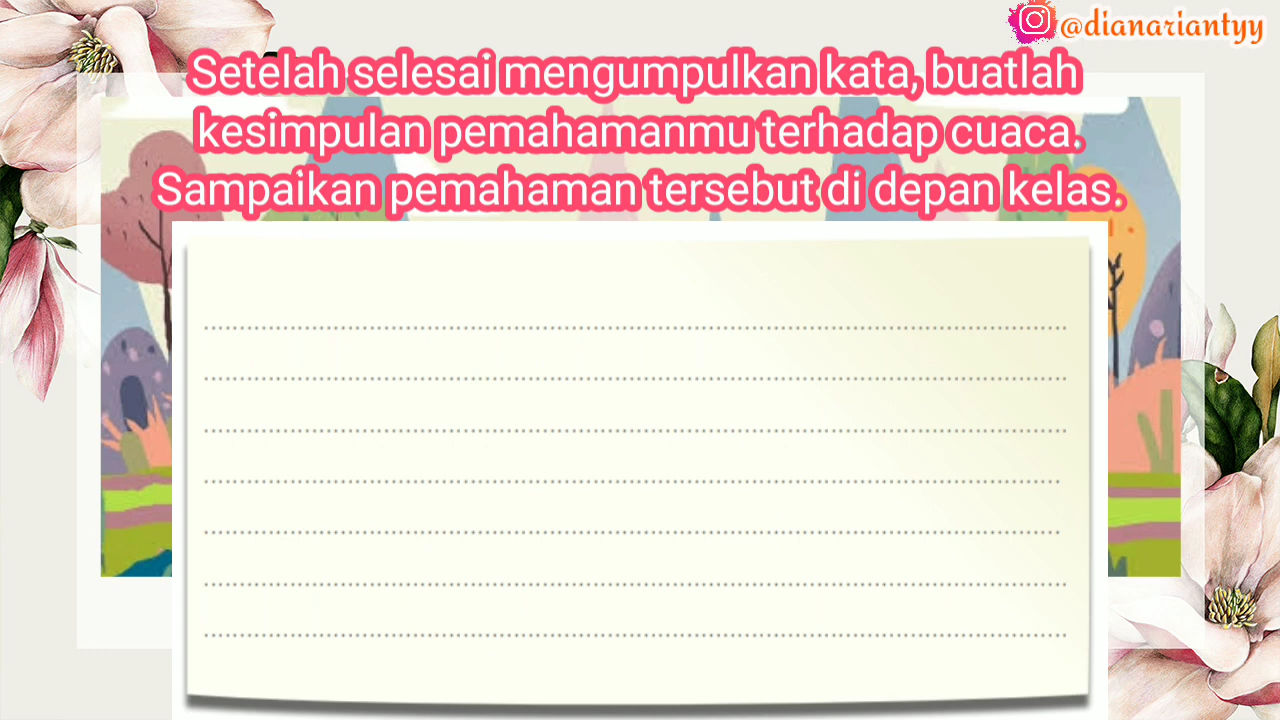 @dianariantyy
Setelah selesai mengumpulkan kata, buatlah
kesimpulan pemahamanmu terhadap cuaca.
Sampaikan pemahaman tersebut di depan kelas.